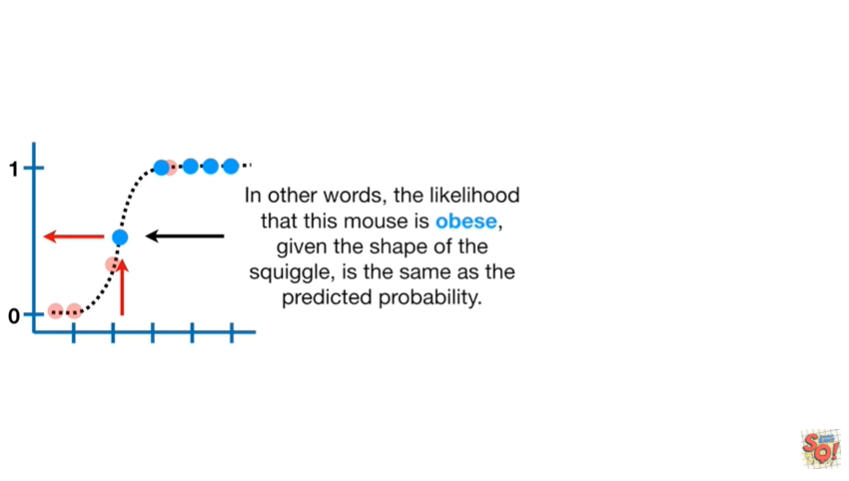 1
In other words, the likelihood
that this mouse is obese,
given the shape of the
squiggle, is the same as the
predicted probability.
0
SQ!